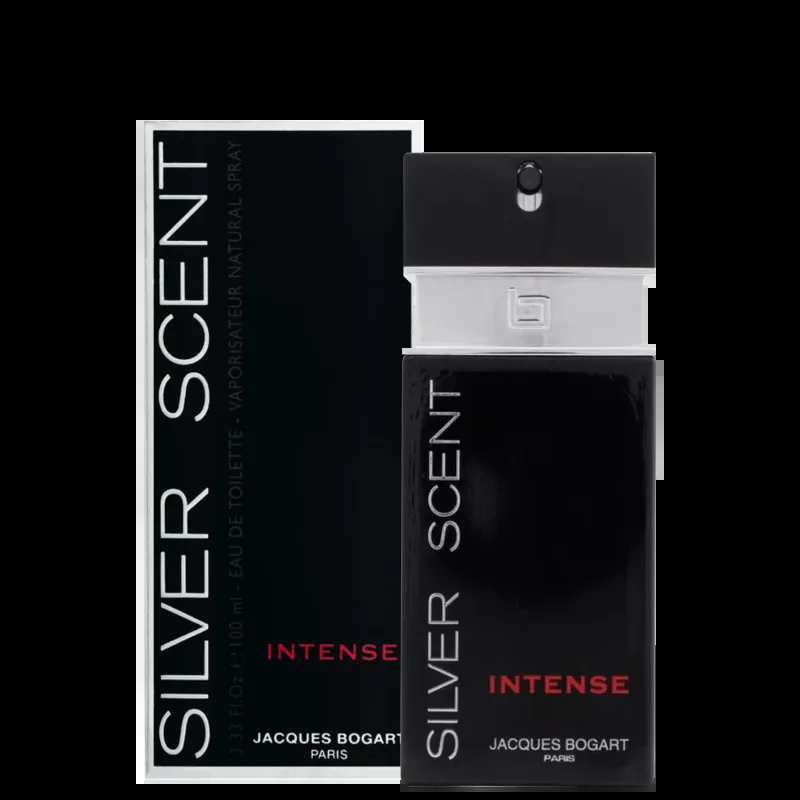 SILVER SCENT
3.33 Fl.Oz. e 100 ml - EAU DE TOILETTE - VAPORISATEUR NATURAL SPRAY
INTENSE
JACQUES BOGART
PARIS
b
SILVER SCENT
INTENSE
JACQUES BOGART
PARIS